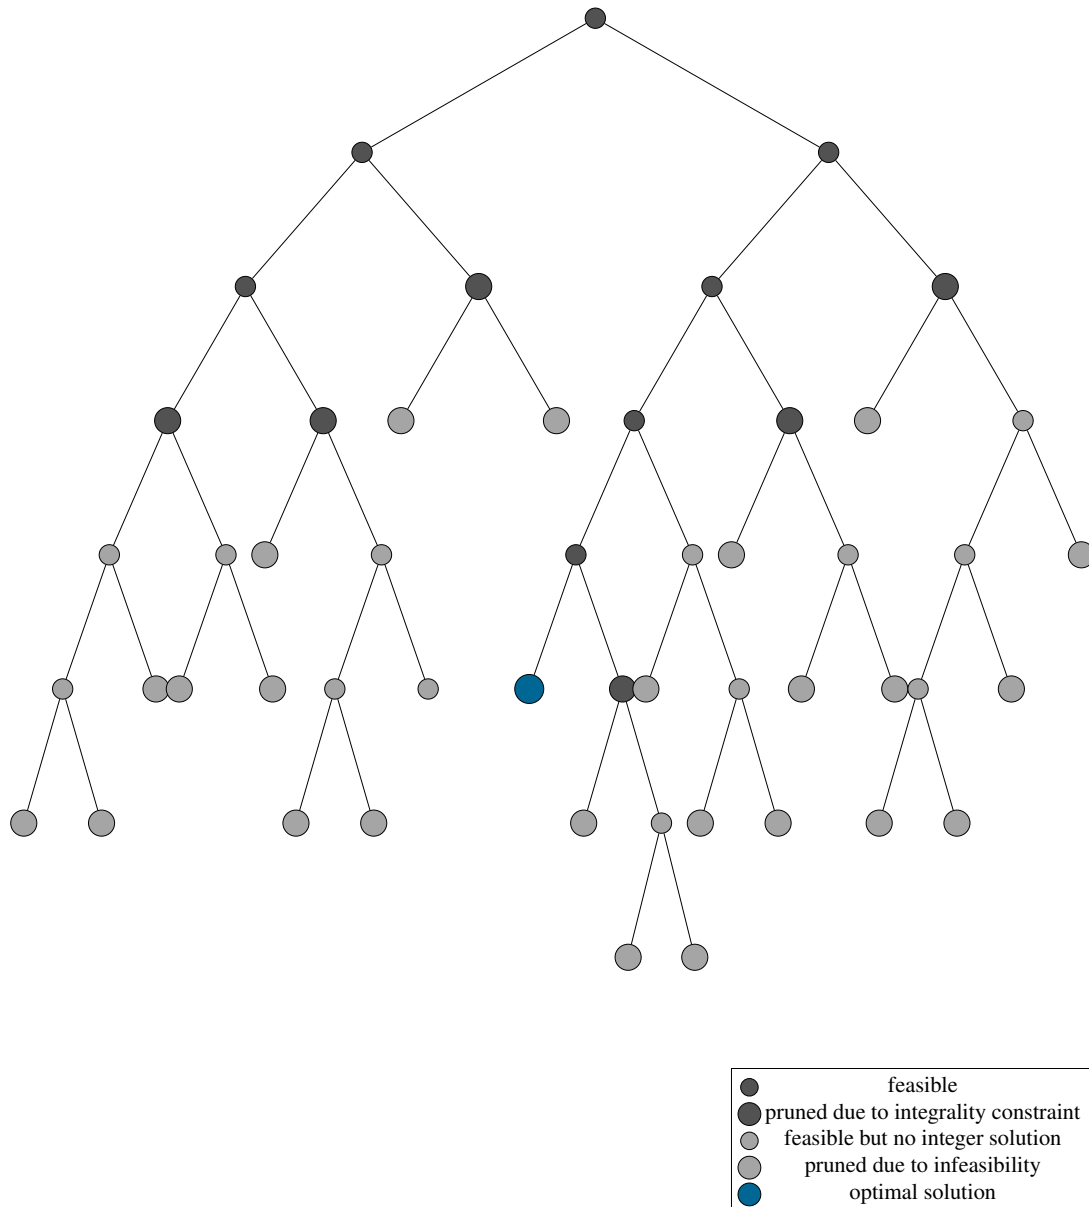 feasible
pruned due to integrality constraint
feasible but no integer solution
pruned due to infeasibility
optimal solution